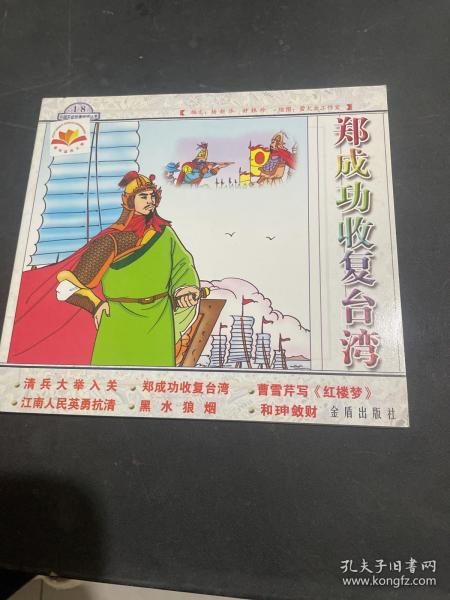 18
郑成功收复台湾
清兵大举入关
郑成功收复台湾
曹雪芹写《红楼梦》
江南人民英勇抗清
黑水狼烟
和珅敛财
金盾出版社
孔夫子旧书网
www.kongfz.com